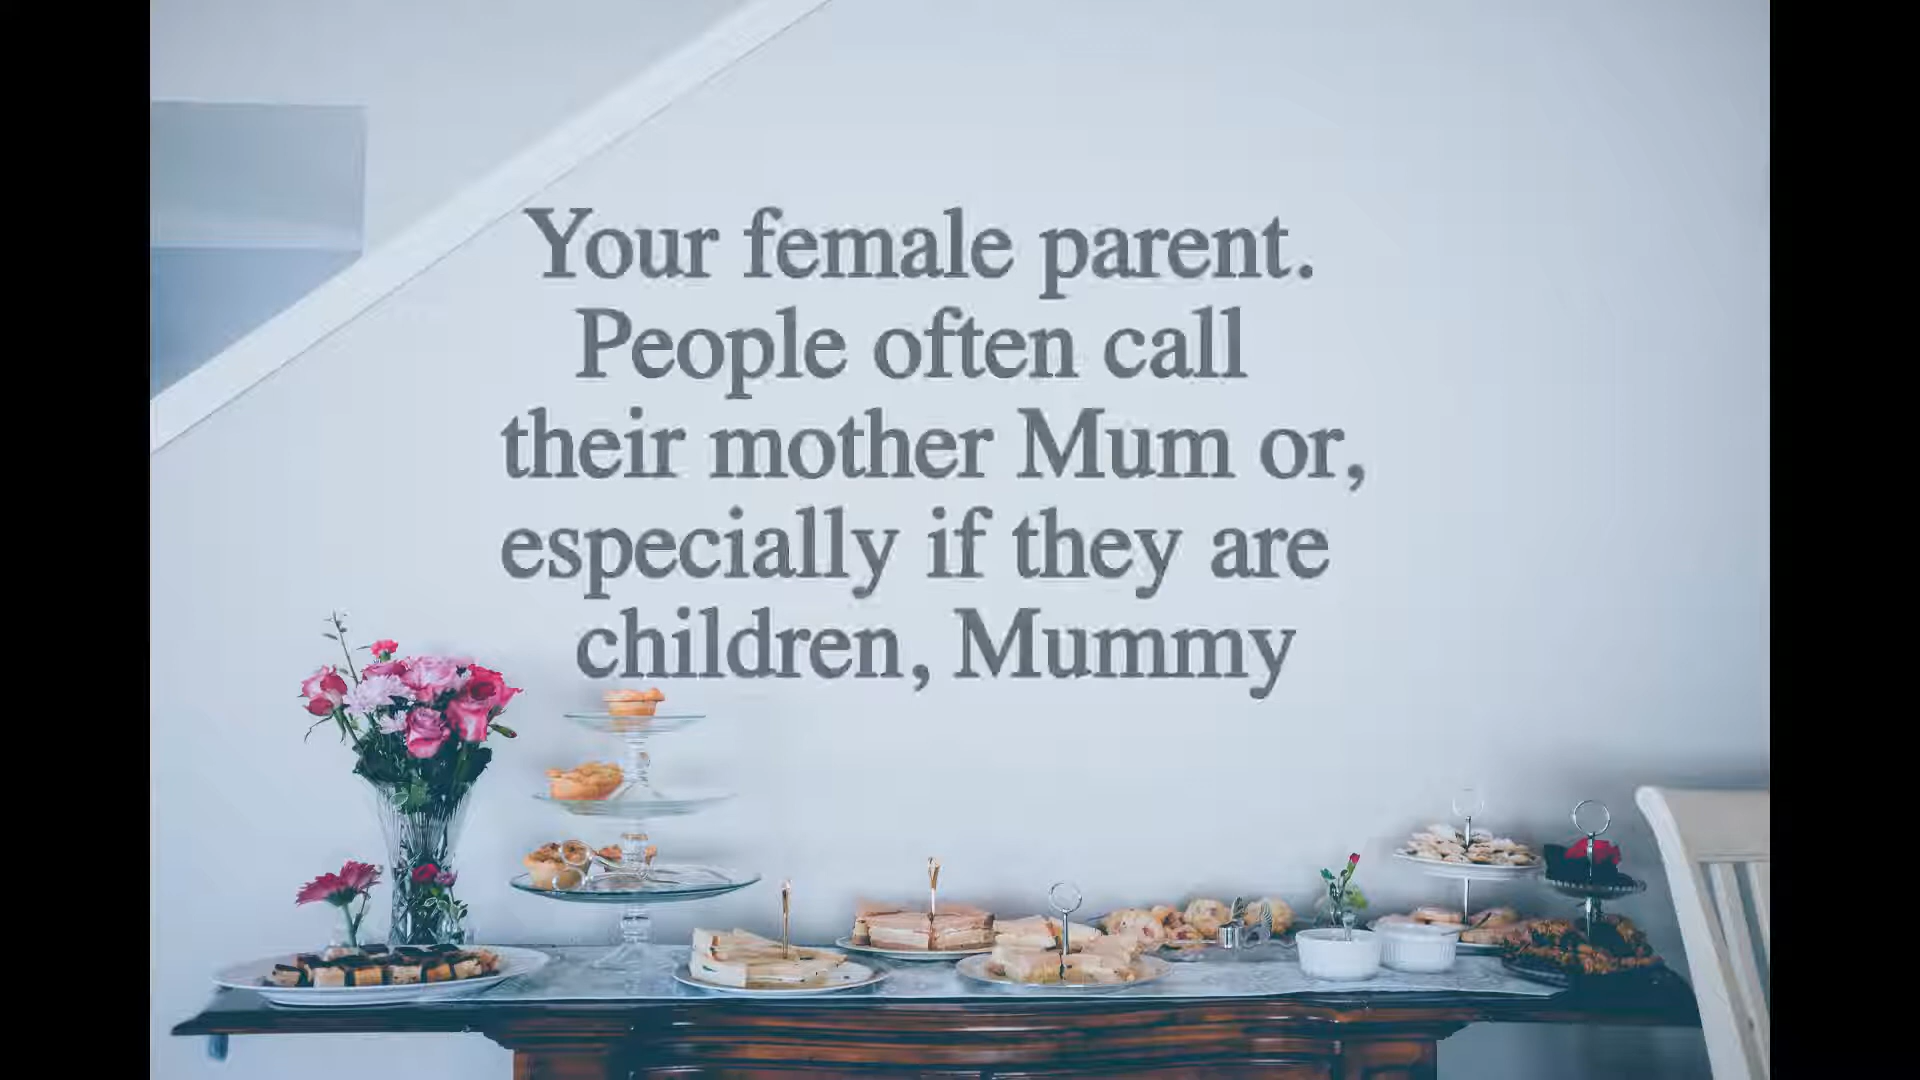 Your female parent.
People often call
their mother Mum or,
especially if they are
children, Mummy